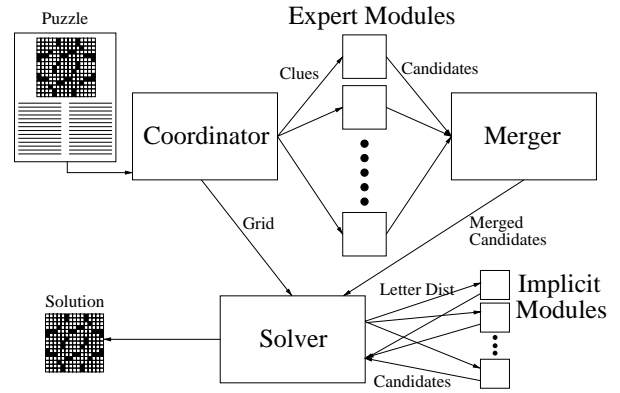 Puzzle
Expert Modules
Clues
Candidates
Coordinator
Merger
Grid
Merged
Candidates
Letter Dist
Implicit
Modules
Solution
Solver
Candidates